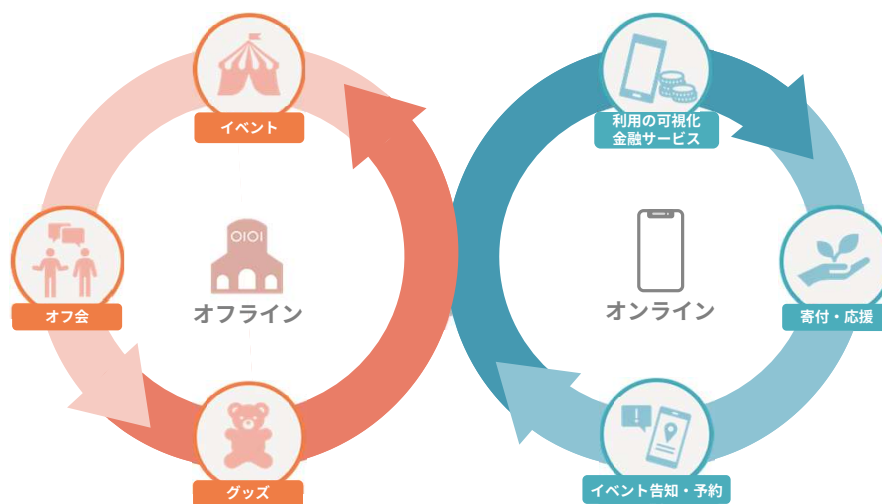 イベント
利用の可視化
金融サービス
OIOI
オフライン
オンライン
オフ会
寄付・応援
グッズ
イベント告知・予約